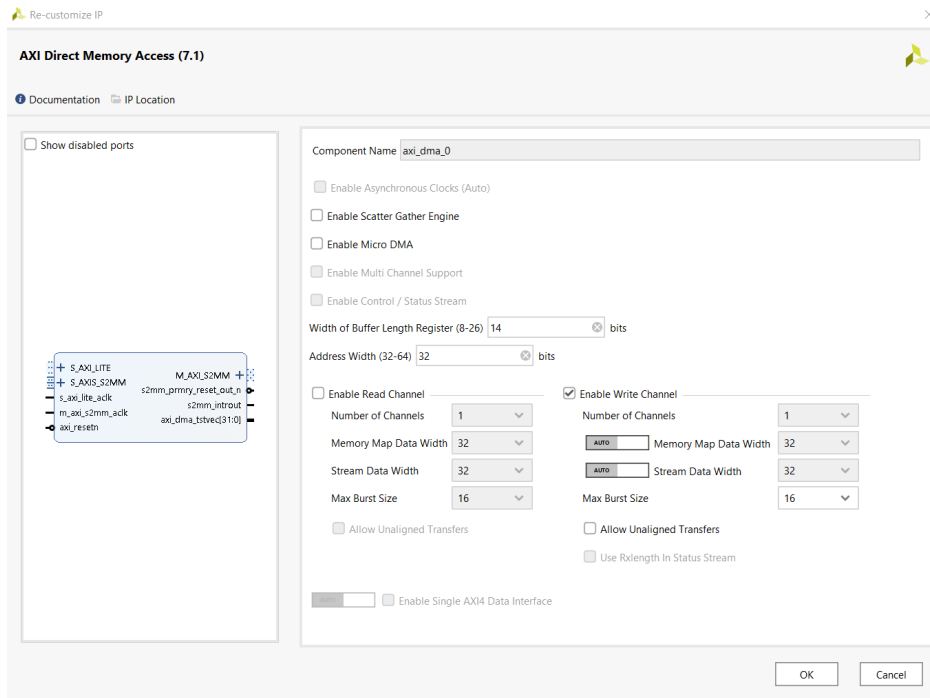 Re-customize IP
AXI Direct Memory Access (7.1)
Documentation IP Location
Show disabled ports
S_AXI_LITE
S_AXIS_S2MM
s_axi_lite_aclk
m_axi_s2mm_aclk
axi_resetn
M_AXI_S2MM
s2mm_prmry_reset_out_n
s2mm_introut
axi_dma_tstvec[31:0]
Component Name axi_dma_0
Enable Asynchronous Clocks (Auto)
Enable Scatter Gather Engine
Enable Micro DMA
Enable Multi Channel Support
Enable Control / Status Stream
Width of Buffer Length Register (8-26) 14 bits
Address Width (32-64) 32 bits
Enable Read Channel
Number of Channels 1
Memory Map Data Width 32
Stream Data Width 32
Max Burst Size 16
Allow Unaligned Transfers
Enable Write Channel
Number of Channels 1
AUTO Memory Map Data Width 32
AUTO Stream Data Width 32
Max Burst Size 16
Allow Unaligned Transfers
Use Rxlength In Status Stream
AUTO Enable Single AXI4 Data Interface
OK Cancel